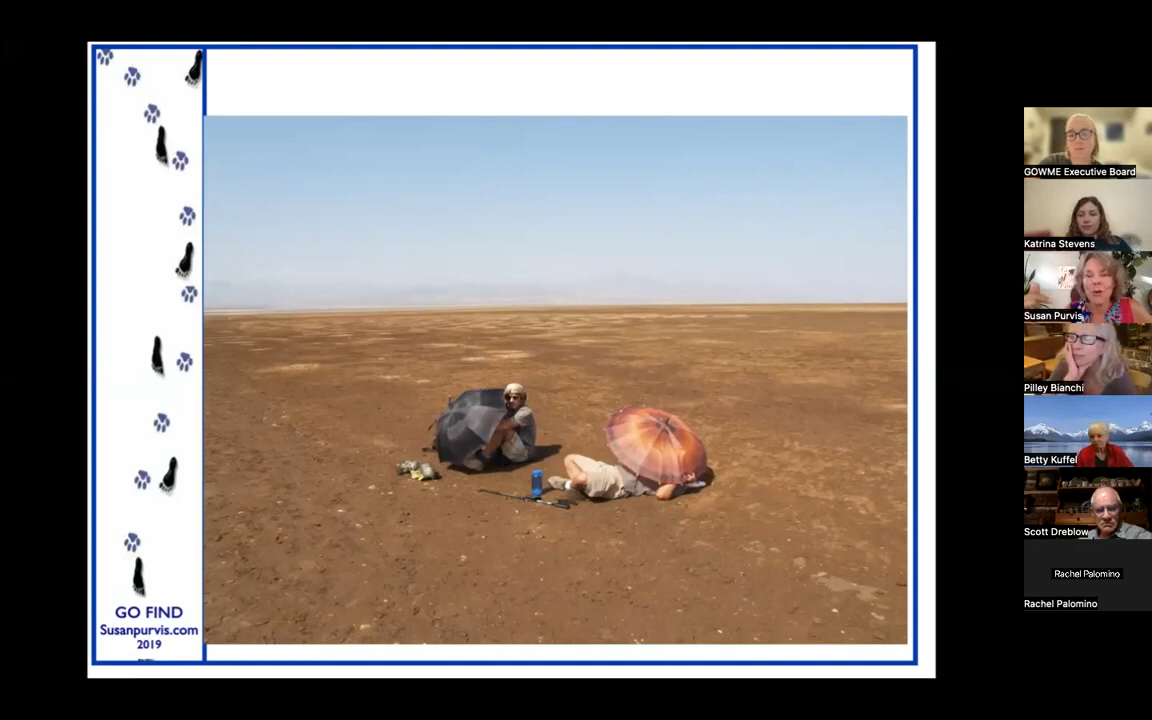 GO FIND
Susanpurvis.com
2019
GOWME Executive Board
Katrina Stevens
Susan Purvis
Pilley Bianchi
Betty Kuffel
Scott Dreblow
Rachel Palomino
Rachel Palomino